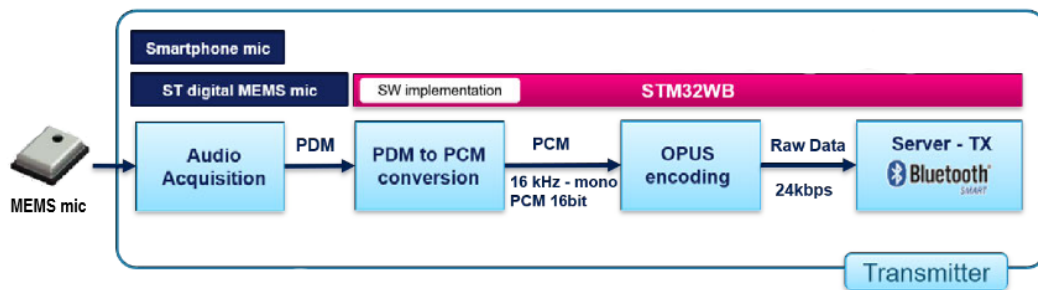 Smartphone mic
ST digital MEMS mic
SW implementation
STM32WB
MEMS mic
Audio
Acquisition
PDM
PDM to PCM
conversion
PCM
16 kHz - mono
PCM 16bit
OPUS
encoding
Raw Data
24kbps
Server - TX
Bluetooth
SMART
Transmitter